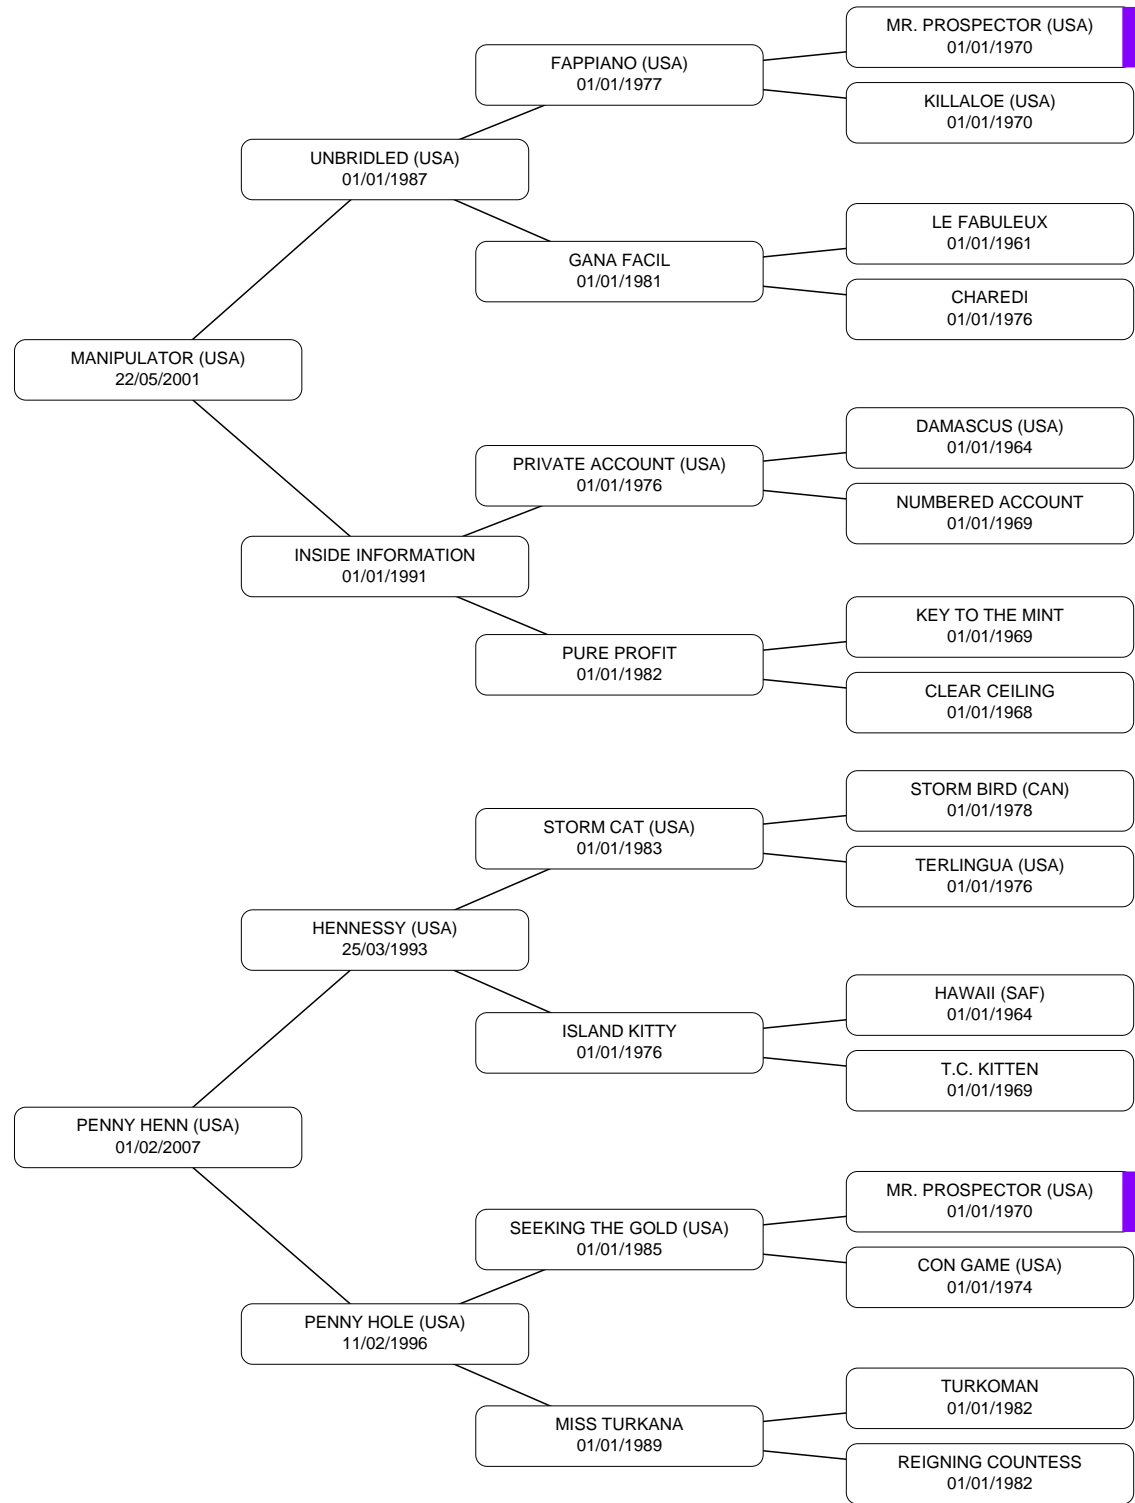 MR. PROSPECTOR (USA)
01/01/1970
FAPPIANO (USA)
01/01/1977
KILLALOE (USA)
01/01/1970
UNBRIDLED (USA)
01/01/1987
LE FABULEUX
01/01/1961
GANA FACIL
01/01/1981
CHAREDI
01/01/1976
MANIPULATOR (USA)
22/05/2001
DAMASCUS (USA)
01/01/1964
PRIVATE ACCOUNT (USA)
01/01/1976
NUMBERED ACCOUNT
01/01/1969
INSIDE INFORMATION
01/01/1991
KEY TO THE MINT
01/01/1969
PURE PROFIT
01/01/1982
CLEAR CEILING
01/01/1968
STORM BIRD (CAN)
01/01/1978
STORM CAT (USA)
01/01/1983
TERLINGUA (USA)
01/01/1976
HENNESSY (USA)
25/03/1993
HAWAII (SAF)
01/01/1964
ISLAND KITTY
01/01/1976
T.C. KITTEN
01/01/1969
PENNY HENN (USA)
01/02/2007
MR. PROSPECTOR (USA)
01/01/1970
SEEKING THE GOLD (USA)
01/01/1985
CON GAME (USA)
01/01/1974
PENNY HOLE (USA)
11/02/1996
TURKOMAN
01/01/1982
MISS TURKANA
01/01/1989
REIGNING COUNTESS
01/01/1982